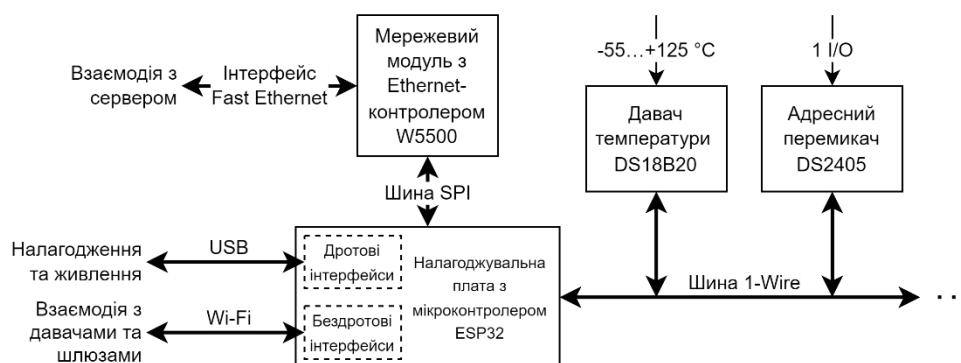 -55…+125 °C
1 I/O
Мережевий
модуль з
Ethernet-
контролером
W5500
Взаємодія з
сервером
Інтерфейс
Fast Ethernet
Давач
температури
DS18B20
Адресний
перемикач
DS2405
Шина SPI
Налагодження
та живлення
USB
Дротові
інтерфейси
Налагоджувальна
плата з
мікроконтролером
ESP32
Шина 1-Wire
. .
Взаємодія з
давачами та
шлюзами
Wi-Fi
Бездротові
інтерфейси